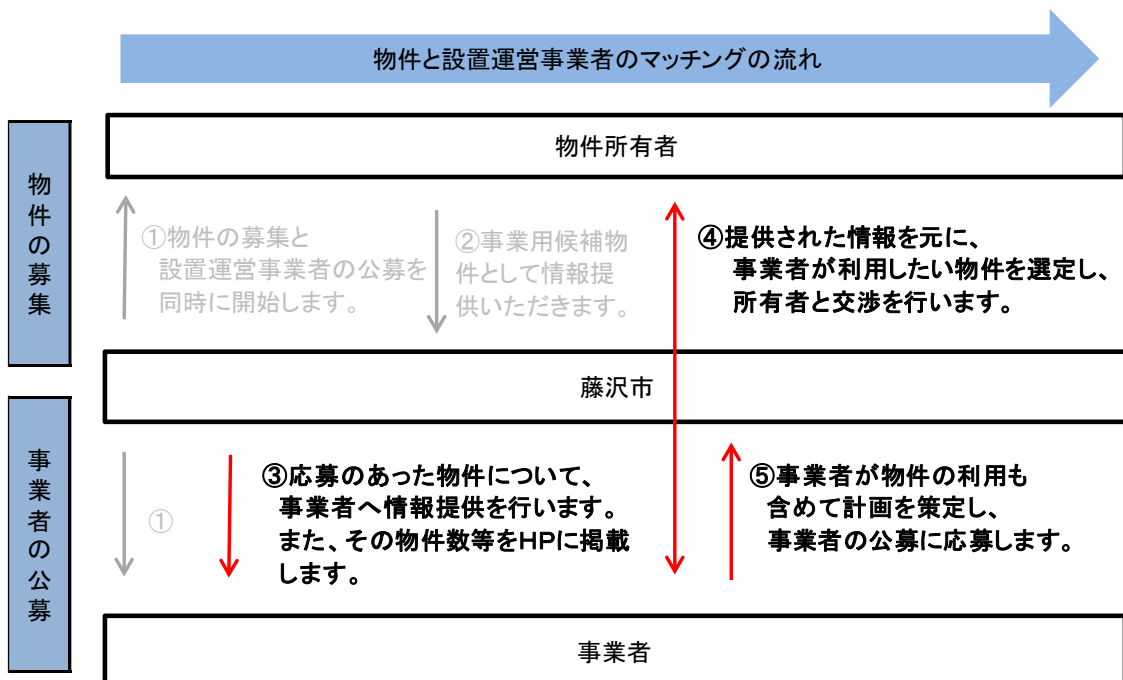 物件と設置運営事業者のマッチングの流れ
物件の募集
物件所有者
①物件の募集と
設置運営事業者の公募を
同時に開始します。
②事業用候補物
件として情報提
供いただきます。
④提供された情報を元に、
事業者が利用したい物件を選定し、
所有者と交渉を行います。
藤沢市
事業者の公募
①
③応募のあった物件について、
事業者へ情報提供を行います。
また、その物件数等をHPに掲載
します。
⑤事業者が物件の利用も
含めて計画を策定し、
事業者の公募に応募します。
事業者